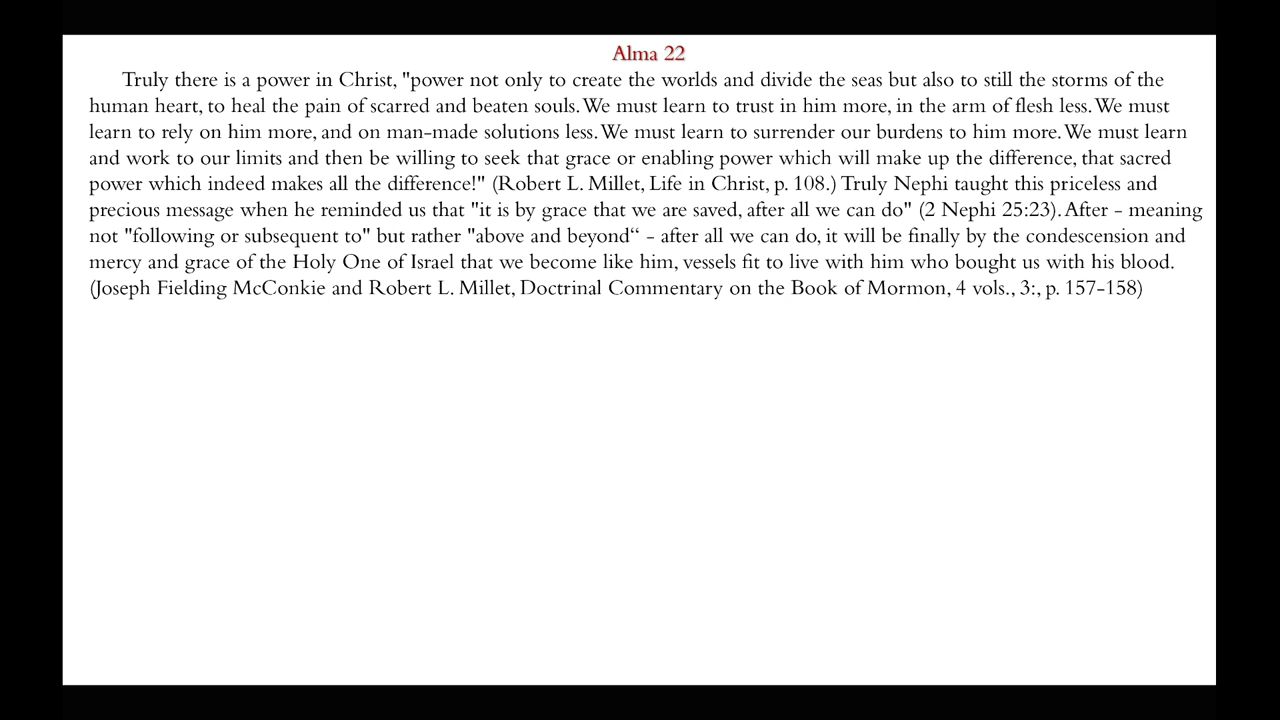 Alma 22
Truly there is a power in Christ, "power not only to create the worlds and divide the seas but also to still the storms of the
human heart, to heal the pain of scarred and beaten souls. We must learn to trust in him more, in the arm of flesh less. We must
learn to rely on him more, and on man-made solutions less. We must learn to surrender our burdens to him more. We must learn
and work to our limits and then be willing to seek that grace or enabling power which will make up the difference, that sacred
power which indeed makes all the difference!" (Robert L. Millet, Life in Christ, p. 108.) Truly Nephi taught this priceless and
precious message when he reminded us that "it is by grace that we are saved, after all we can do" (2 Nephi 25:23). After - meaning
not "following or subsequent to" but rather "above and beyond“ - after all we can do, it will be finally by the condescension and
mercy and grace of the Holy One of Israel that we become like him, vessels fit to live with him who bought us with his blood.
(Joseph Fielding McConkie and Robert L. Millet, Doctrinal Commentary on the Book of Mormon, 4 vols., 3:, p. 157-158)